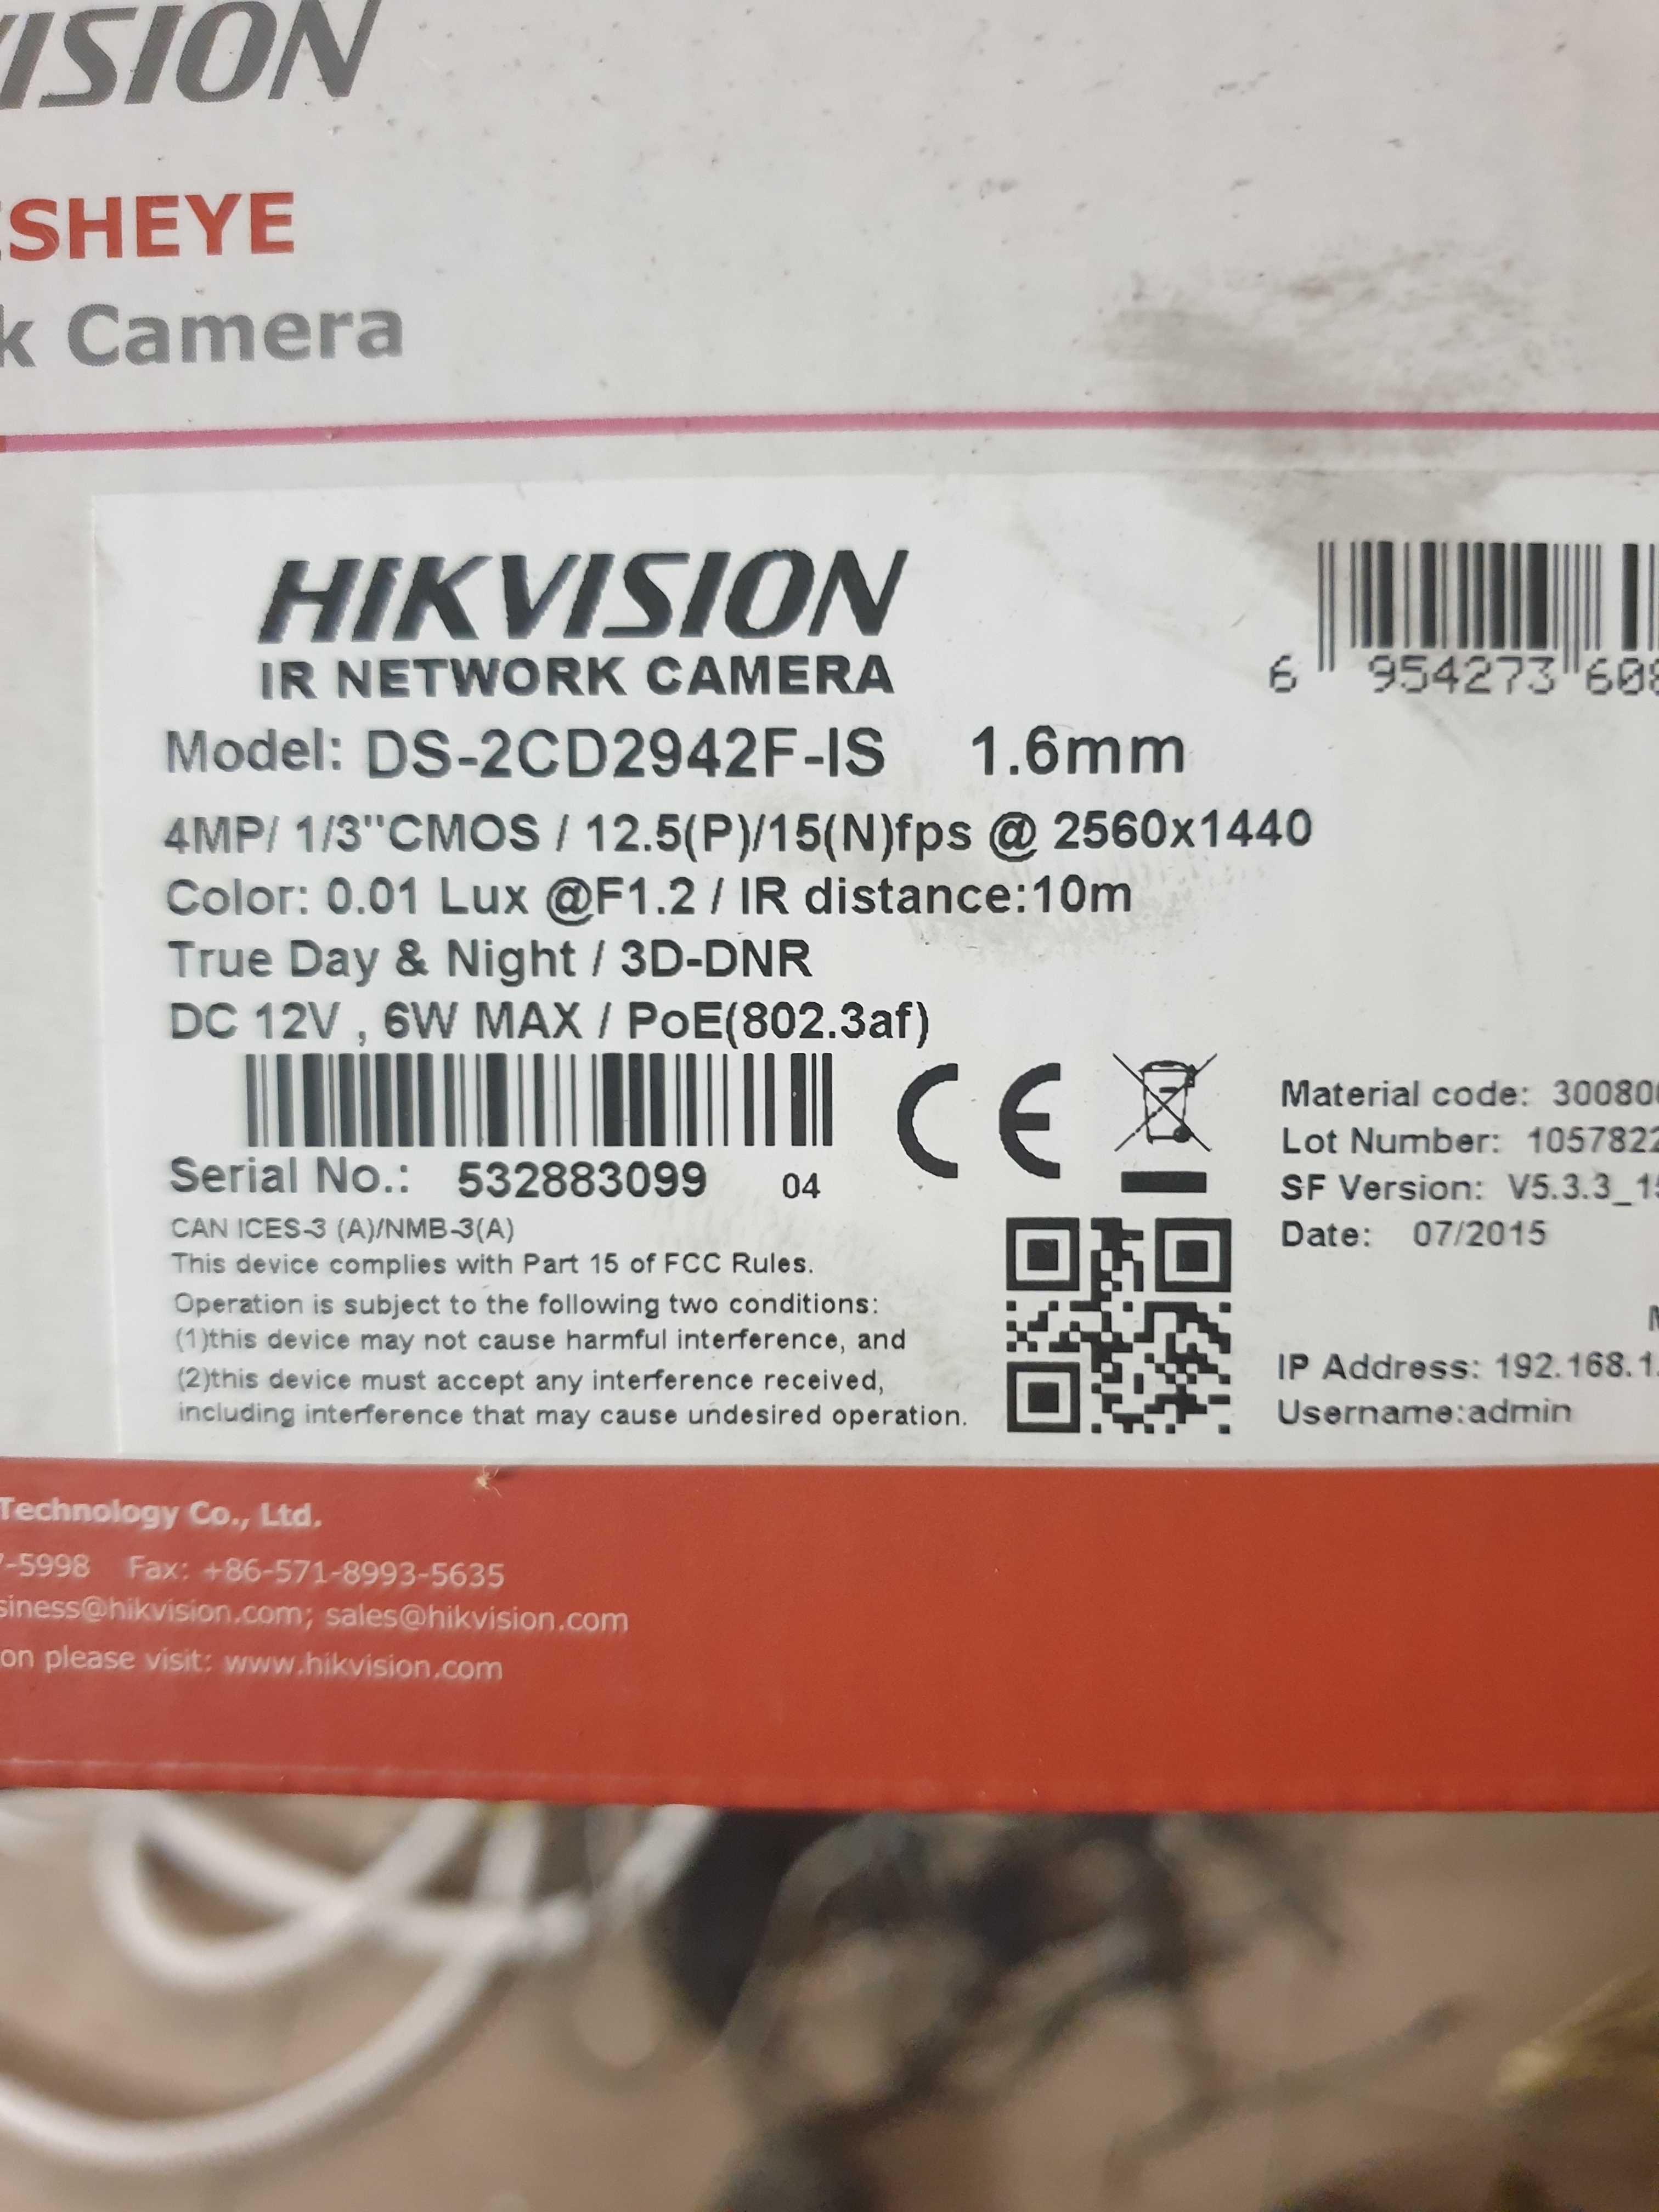 VISION
ISHEYE
k Camera
HIKVISION
IR NETWORK CAMERA
6 954273 608
Model: DS-2CD2942F-IS 1.6mm
4MP/ 1/3"CMOS / 12.5(P)/15(N)fps @ 2560x1440
Color: 0.01 Lux @F1.2 / IR distance:10m
True Day & Night / 3D-DNR
DC 12V , 6W MAX / PoE(802.3af)
CE
Serial No.: 532883099 04
Material code: 30080
Lot Number: 1057822
SF Version: V5.3.3_15
Date: 07/2015
CAN ICES-3 (A)/NMB-3(A)
This device complies with Part 15 of FCC Rules.
Operation is subject to the following two conditions:
(1)this device may not cause harmful interference, and
(2)this device must accept any interference received,
including interference that may cause undesired operation.
IP Address: 192.168.1.
Username:admin
Technology Co., Ltd.
7-5998 Fax: +86-571-8993-5635
siness@hikvision.com; sales@hikvision.com
on please visit: www.hikvision.com